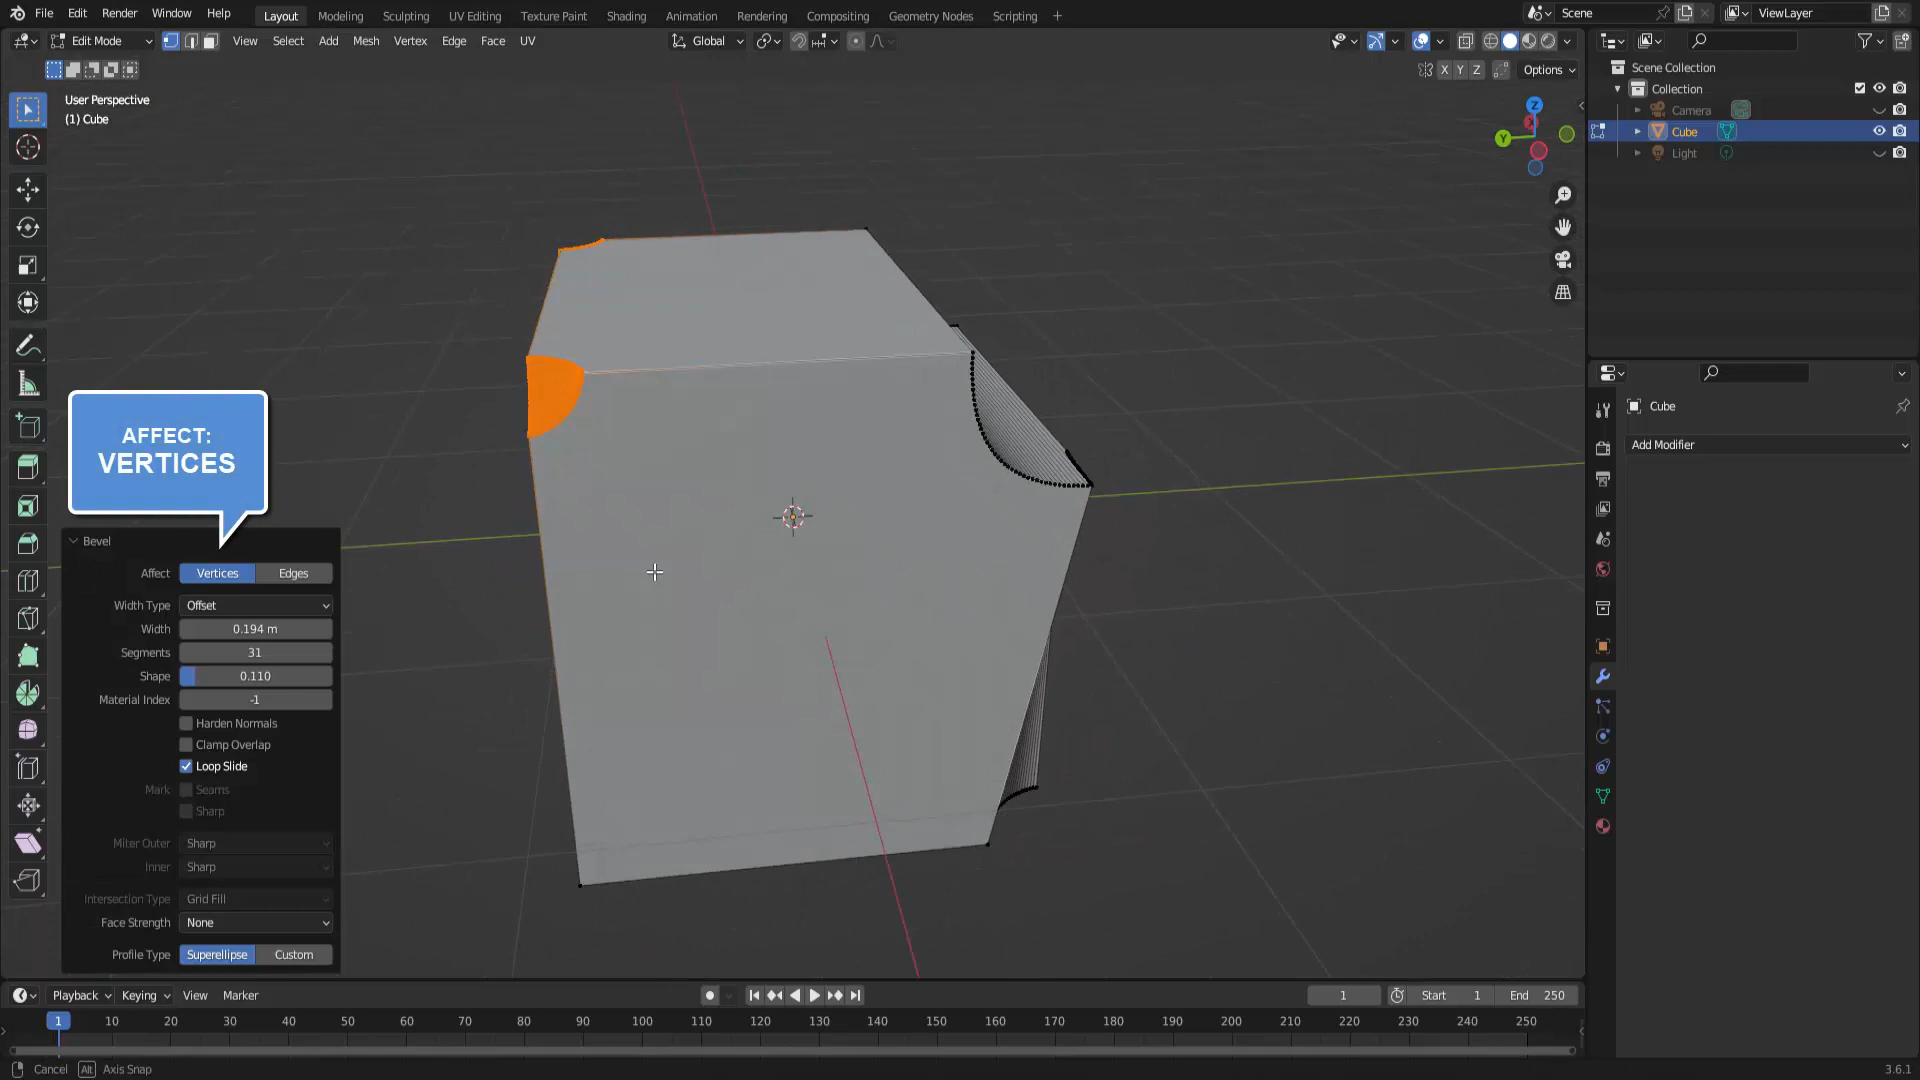 File Edit Render Window Help Layout Modeling Sculpting UV Editing Texture Paint Shading Animation Rendering Compositing Geometry Nodes Scripting + Scene ViewLayer
Edit Mode View Select Add Mesh Vertex Edge Face UV Global
X Y Z Options
User Perspective
(1) Cube
Z
Y
Scene Collection
Collection
Camera
Cube
Light
Cube
Add Modifier
AFFECT:
VERTICES
Bevel
Affect Vertices Edges
Width Type Offset
Width 0.194 m
Segments 31
Shape 0.110
Material Index -1
Harden Normals
Clamp Overlap
Loop Slide
Mark Seams
Sharp
Miter Outer Sharp
Inner Sharp
Intersection Type Grid Fill
Face Strength None
Profile Type Superellipse Custom
Playback Keying View Marker 1 Start 1 End 250
1 10 20 30 40 50 60 70 80 90 100 110 120 130 140 150 160 170 180 190 200 210 220 230 240 250
Cancel Alt Axis Snap 3.6.1